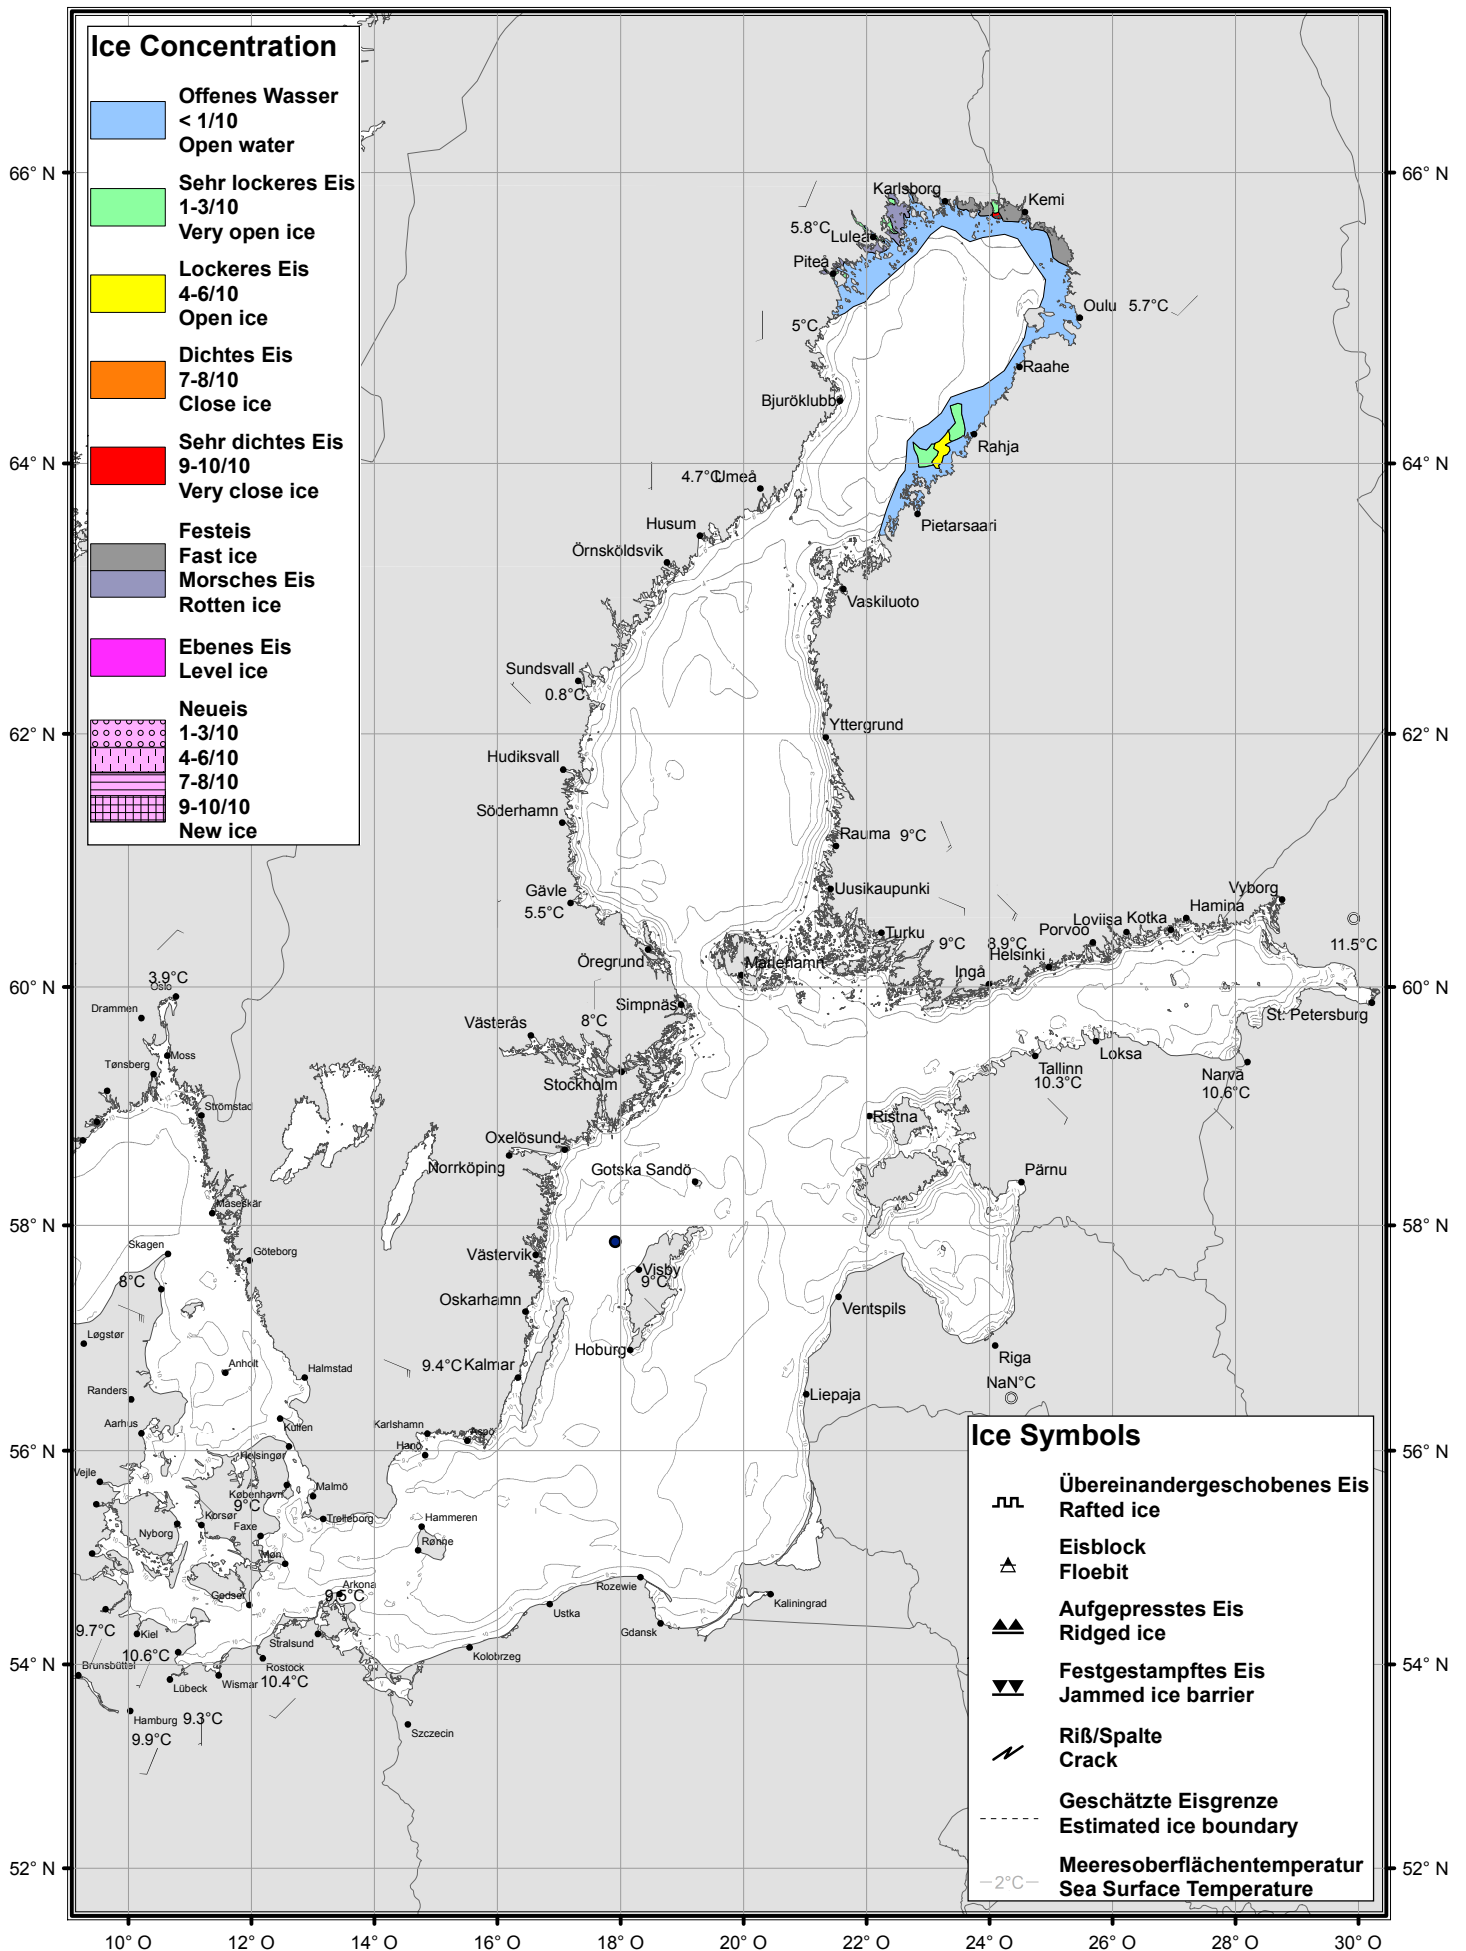 Ice Concentration
Offenes Wasser
< 1/10
Open water
Sehr lockeres Eis
1-3/10
Very open ice
Lockeres Eis
4-6/10
Open ice
Dichtes Eis
7-8/10
Close ice
Sehr dichtes Eis
9-10/10
Very close ice
Festeis
Fast ice
Morsches Eis
Rotten ice
Ebenes Eis
Level ice
Neueis
1-3/10
4-6/10
7-8/10
9-10/10
New ice
66° N
66° N
64° N
64° N
62° N
62° N
60° N
60° N
58° N
58° N
56° N
56° N
54° N
54° N
52° N
52° N
Karlsborg
Kemi
5.8°C
Luleå
Piteå
Oulu 5.7°C
5°C
Raahe
Bjuröklubb
Rahja
4.7°C Umeå
Husum
Pietarsaari
Örnsköldsvik
Vaskiluoto
Sundsvall
0.8°C
Yttergrund
Hudiksvall
Söderhamn
Rauma 9°C
Gävle
5.5°C
Uusikaupunki
Vyborg
Hamina
Loviisa Kotka
Porvoo
Turku
9°C
8.9°C
Helsinki
11.5°C
Öregrund
Mariehamn
Ingå
3.9°C
Oslo
Drammen
Simpnäs
St. Petersburg
8°C
Västerås
Moss
Tønsberg
Stockholm
Tallinn
10.3°C
Loksa
Narva
10.6°C
Strömstad
Ristna
Oxelösund
Norrköping
Gotska Sandö
Pärnu
Måseskär
Skagen
Göteborg
Västervik
Visby
9°C
8°C
Oskarhamn
Ventspils
Løgstør
Hoburg
Riga
NaN°C
Anholt
Halmstad
9.4°C Kalmar
Randers
Liepaja
Aarhus
Kullen
Karlshamn
Aspö
Hanö
Helsingør
Vejle
København
9°C
Malmö
Nyborg
Korsør
Faxe
Trelleborg
Hammeren
Rønne
Møn
Gedser
Arkona
9.5°C
Rozewie
Kaliningrad
Ustka
Gdansk
9.7°C
Kiel
10.6°C
Stralsund
Kolobrzeg
Brunsbüttel
Rostock
10.4°C
Lübeck
Wismar
Hamburg 9.3°C
9.9°C
Szczecin
Ice Symbols
Übereinandergeschobenes Eis
Rafted ice
Eisblock
Floebit
Aufgepresstes Eis
Ridged ice
Festgestampftes Eis
Jammed ice barrier
Riß/Spalte
Crack
Geschätzte Eisgrenze
Estimated ice boundary
2°C
Meeresoberflächentemperatur
Sea Surface Temperature
10° O
12° O
14° O
16° O
18° O
20° O
22° O
24° O
26° O
28° O
30° O